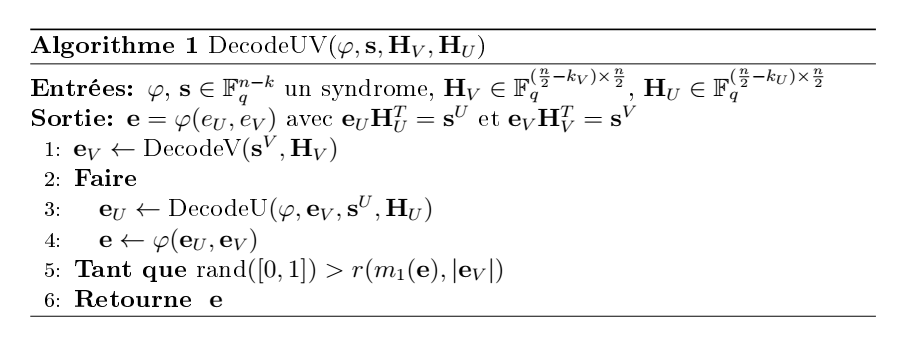 Algorithme 1 DecodeUV(φ, s, H_V, H_U)
Entrées: φ, s ∈ F_q^{n−k} un syndrome, H_V ∈ F_q^{(n/2−k_V)×n/2}, H_U ∈ F_q^{(n/2−k_U)×n/2}
Sortie: e = φ(e_U, e_V) avec e_U H_U^T = s^U et e_V H_V^T = s^V
1: e_V ← DecodeV(s^V, H_V)
2: Faire
3: e_U ← DecodeU(φ, e_V, s^U, H_U)
4: e ← φ(e_U, e_V)
5: Tant que rand([0, 1]) > r(m_1(e), |e_V|)
6: Retourne e